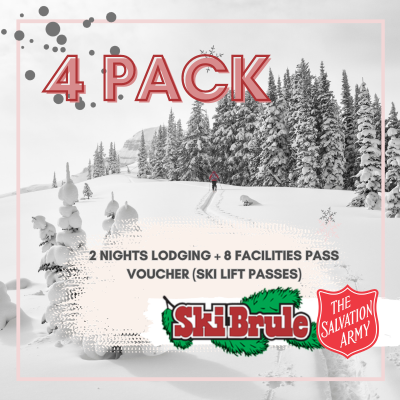 4 PACK
2 NIGHTS LODGING + 8 FACILITIES PASS
VOUCHER (SKI LIFT PASSES)
Ski Brule
THE
SALVATION
ARMY